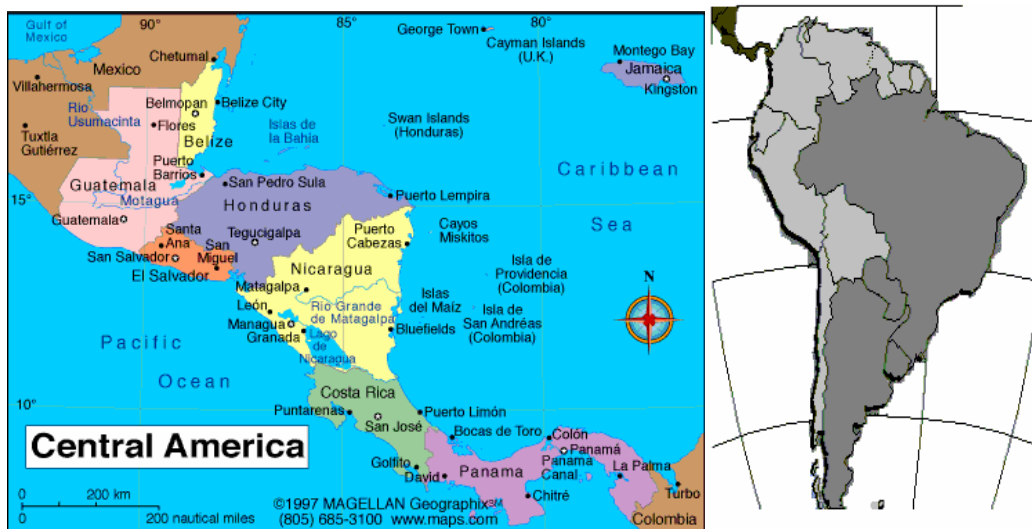 90°
85°
80°
Gulf of
Mexico
Chetumal
George Town
Cayman Islands
(U.K.)
Montego Bay
Jamaica
Kingston
Mexico
Villahermosa
Belmopan
Belize City
Rio
Usumacinta
Flores
Islas de
la Bahia
Swan Islands
(Honduras)
Tuxtla
Gutiérrez
Belize
Puerto
Barrios
Caribbean
Guatemala
San Pedro Sula
Puerto Lempira
15°
Motagua
Honduras
Guatemala
Santa
Ana
Tegucigalpa
Puerto
Cabezas
Cayos
Miskitos
Sea
San Salvador
San
Miguel
El Salvador
Nicaragua
Isla de
Providencia
(Colombia)
N
Matagalpa
León
Rio Grande
de Matagalpa
Islas
del Maíz
Isla de
San Andréas
(Colombia)
Managua
Granada
Bluefields
Lago
de
Nicaragua
Pacific
Ocean
Costa Rica
10°
Puntarenas
San José
Puerto Limón
Bocas de Toro
Colón
Panamá
Central America
Golfito
David
Panama
Panama
Canal
La Palma
Chitré
Turbo
0 200 km
0 200 nautical miles
©1997 MAGELLAN Geographix℠
(805) 685-3100 www.maps.com
Colombia